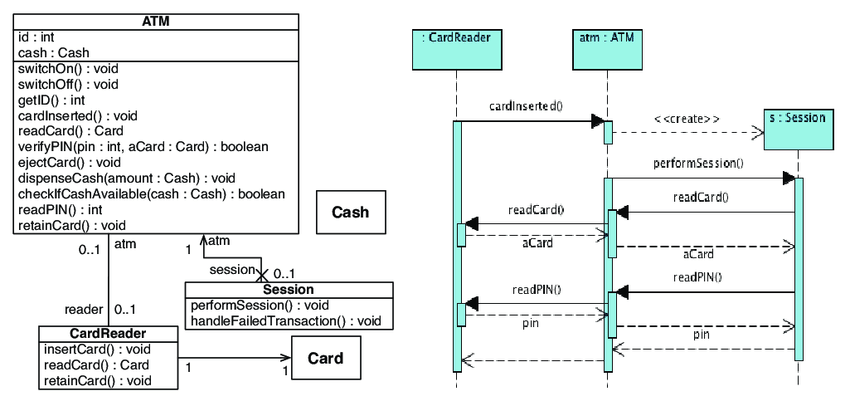 ATM
id : int
cash : Cash
switchOn() : void
switchOff() : void
getID() : int
cardInserted() : void
readCard() : Card
verifyPIN(pin : int, aCard : Card) : boolean
ejectCard() : void
dispenseCash(amount : Cash) : void
checkIfCashAvailable(cash : Cash) : boolean
readPIN() : int
retainCard() : void
Cash
0..1
atm
1
atm
session
0..1
Session
performSession() : void
handleFailedTransaction() : void
reader
0..1
CardReader
insertCard() : void
readCard() : Card
retainCard() : void
1
1
Card
: CardReader
atm : ATM
cardInserted()
<<create>>
s : Session
performSession()
readCard()
readCard()
aCard
aCard
readPIN()
readPIN()
pin
pin